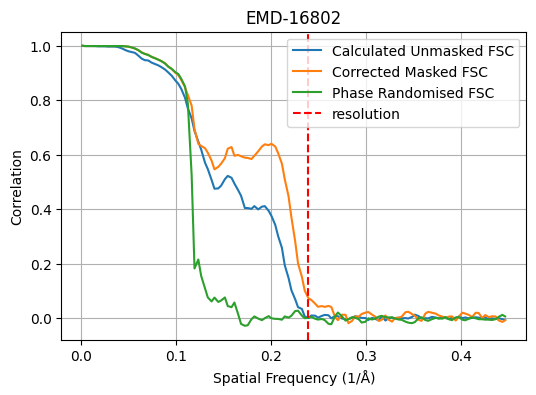 EMD-16802
Calculated Unmasked FSC
Corrected Masked FSC
Phase Randomised FSC
resolution
Correlation
1.0
0.8
0.6
0.4
0.2
0.0
0.0 0.1 0.2 0.3 0.4
Spatial Frequency (1/Å)